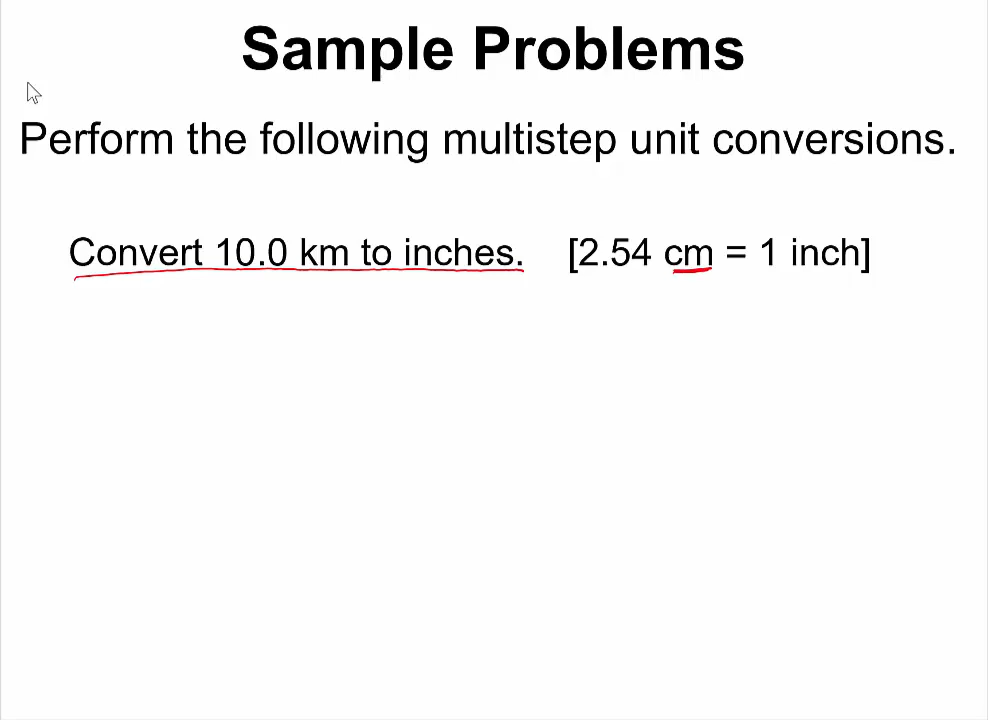 Sample Problems
Perform the following multistep unit conversions.
Convert 10.0 km to inches. [2.54 cm = 1 inch]